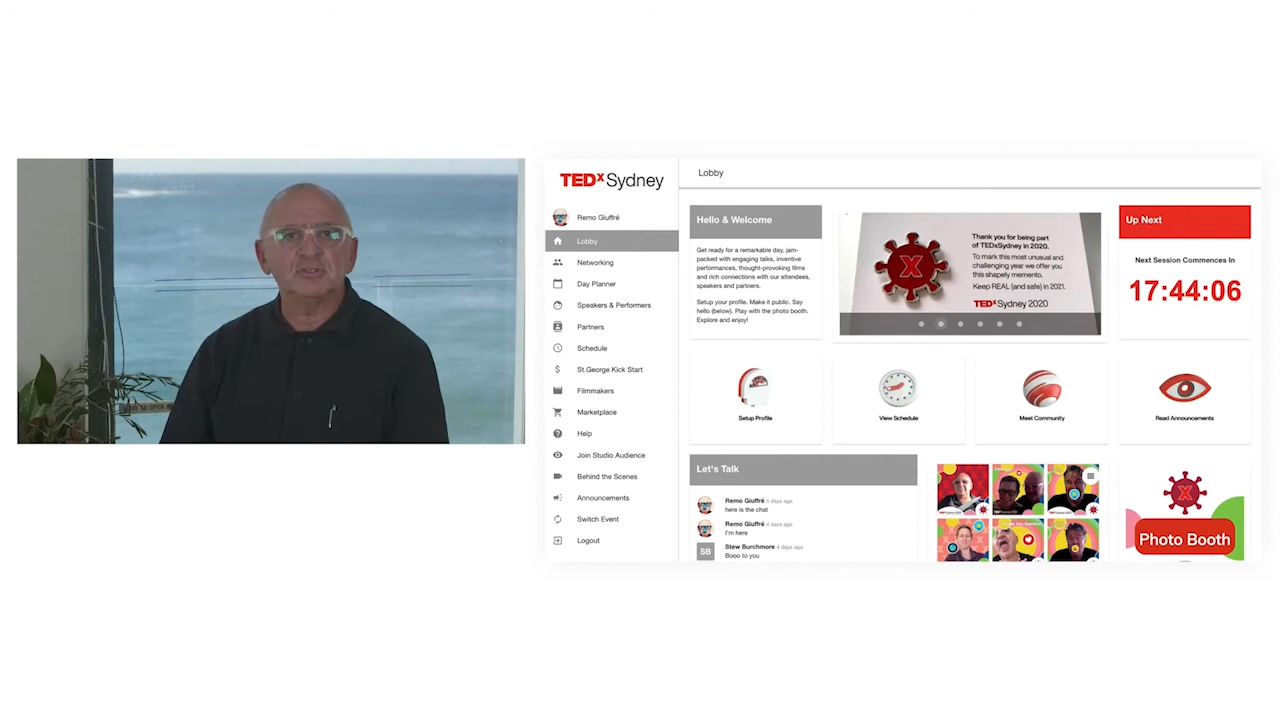 TEDxSydney
Remo Giuffré
Lobby
Networking
Day Planner
Speakers & Performers
Partners
Schedule
St.George Kick Start
Filmmakers
Marketplace
Help
Join Studio Audience
Behind the Scenes
Announcements
Switch Event
Logout
Lobby
Hello & Welcome
Get ready for a remarkable day, jam-
packed with engaging talks, inventive
performances, thought-provoking films
and rich connections with our attendees,
speakers and partners.
Setup your profile. Make it public. Say
hello (below). Play with the photo booth.
Explore and enjoy!
X
Thank you for being part
of TEDxSydney in 2020.
To mark this most unusual and
challenging year we offer you
this shapely memento.
Keep REAL (and safe) in 2021.
TEDxSydney 2020
Up Next
Next Session Commences In
17:44:06
Setup Profile
View Schedule
Meet Community
Read Announcements
Let's Talk
Remo Giuffré 5 days ago
here is the chat
Remo Giuffré 4 days ago
I'm here
SB
Stew Burchmore 4 days ago
Booo to you
X
Photo Booth